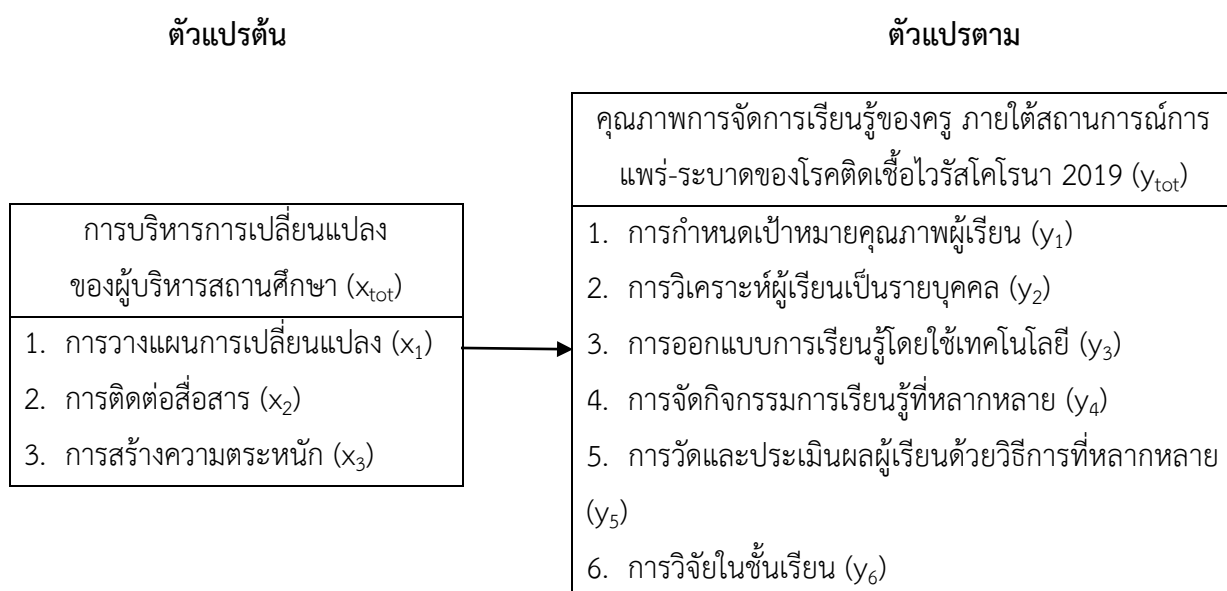 ตัวแปรต้น
ตัวแปรตาม
การบริหารการเปลี่ยนแปลง
ของผู้บริหารสถานศึกษา (xtot)
1. การวางแผนการเปลี่ยนแปลง (x1)
2. การติดต่อสื่อสาร (x2)
3. การสร้างความตระหนัก (x3)
คุณภาพการจัดการเรียนรู้ของครู ภายใต้สถานการณ์การ
แพร่-ระบาดของโรคติดเชื้อไวรัสโคโรนา 2019 (ytot)
1. การกำหนดเป้าหมายคุณภาพผู้เรียน (y1)
2. การวิเคราะห์ผู้เรียนเป็นรายบุคคล (y2)
3. การออกแบบการเรียนรู้โดยใช้เทคโนโลยี (y3)
4. การจัดกิจกรรมการเรียนรู้ที่หลากหลาย (y4)
5. การวัดและประเมินผลผู้เรียนด้วยวิธีการที่หลากหลาย
(y5)
6. การวิจัยในชั้นเรียน (y6)